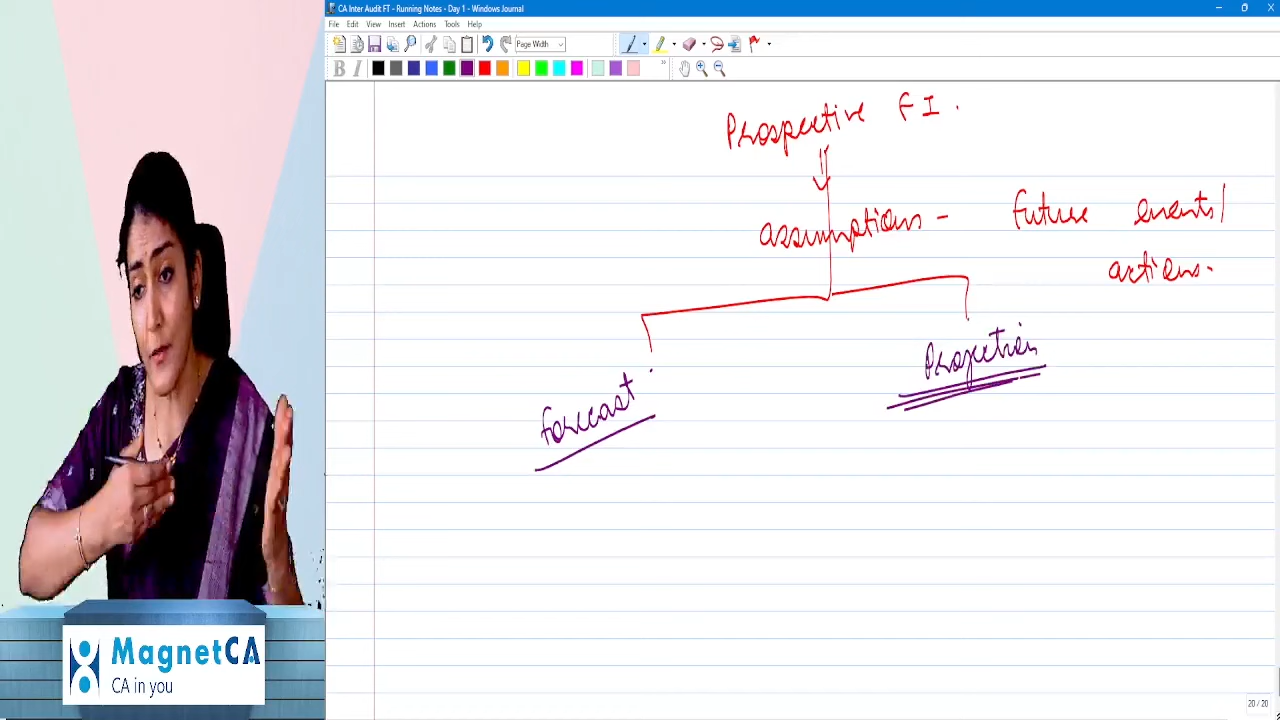 CA Inter Audit FT - Running Notes - Day 1 - Windows Journal
File Edit View Insert Actions Tools Help
Page Width
B I
Prospective F I.
assumptions - future events/
actions.
Forecast
Projection
MagnetCA
CA in you
20 / 20